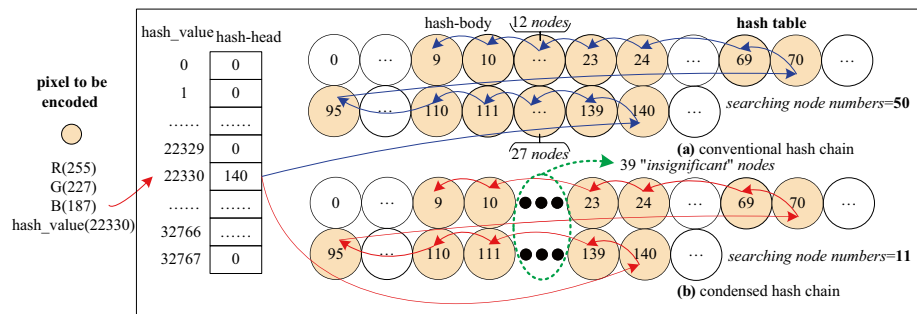 pixel to be
encoded
R(255)
G(227)
B(187)
hash_value(22330)
hash_value hash-head
0 0
1 0
...... ......
22329 0
22330 140
...... ......
32766 ......
32767 0
hash-body 12 nodes hash table
0 ... 9 10 ... 23 24 ... 69 70 ...
95 ... 110 111 ... 139 140 ...
searching node numbers=50
27 nodes
(a) conventional hash chain
39 "insignificant" nodes
0 ... 9 10 23 24 ... 69 70 ...
95 ... 110 111 139 140 ...
searching node numbers=11
(b) condensed hash chain